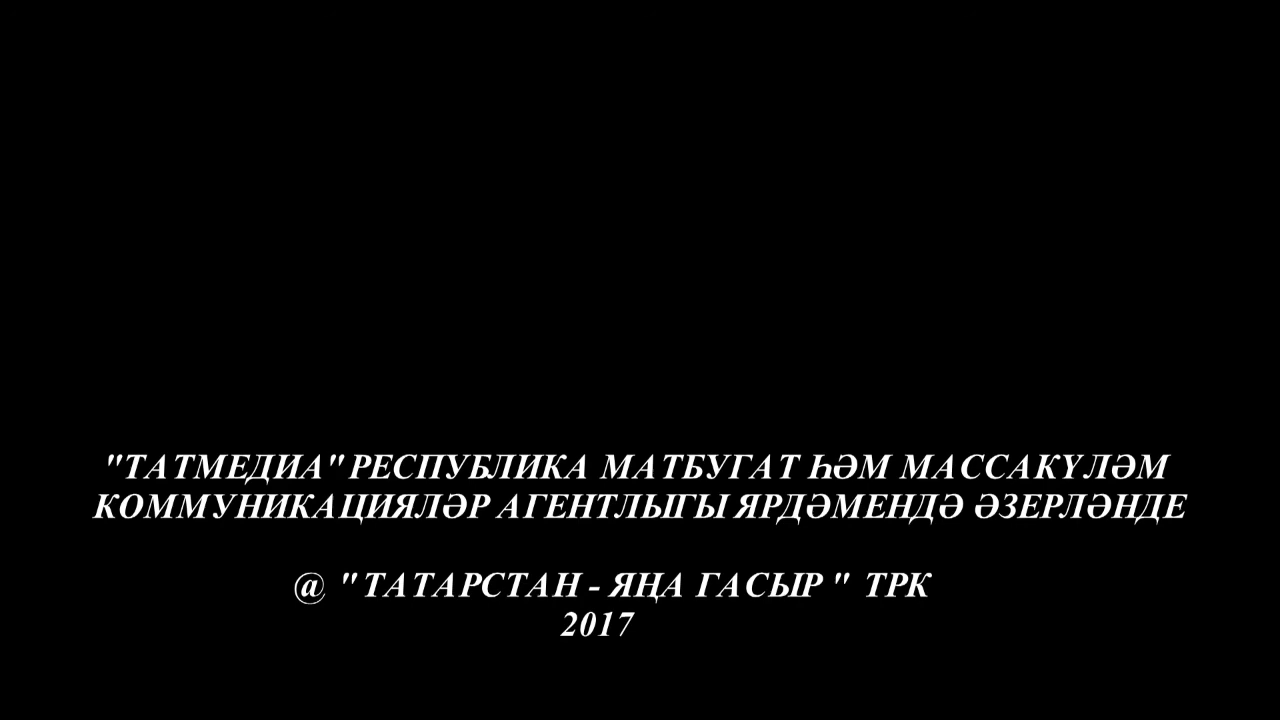 "ТАТМЕДИА" РЕСПУБЛИКА МАТБУГАТ ҺӘМ МАССАКҮЛӘМ
КОММУНИКАЦИЯЛӘР АГЕНТЛЫГЫ ЯРДӘМЕНДӘ ӘЗЕРЛӘНДЕ
@ "ТАТАРСТАН - ЯҢА ГАСЫР " ТРК
2017